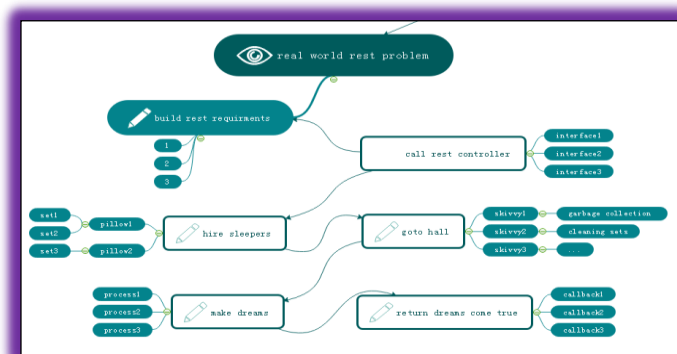 real world rest problem
build rest requirments
1
2
3
call rest controller
interface1
interface2
interface3
set1
set2
set3
pillow1
pillow2
hire sleepers
goto hall
skivvy1
garbage collection
skivvy2
cleaning sets
skivvy3
...
process1
process2
process3
make dreams
return dreams come true
callback1
callback2
callback3